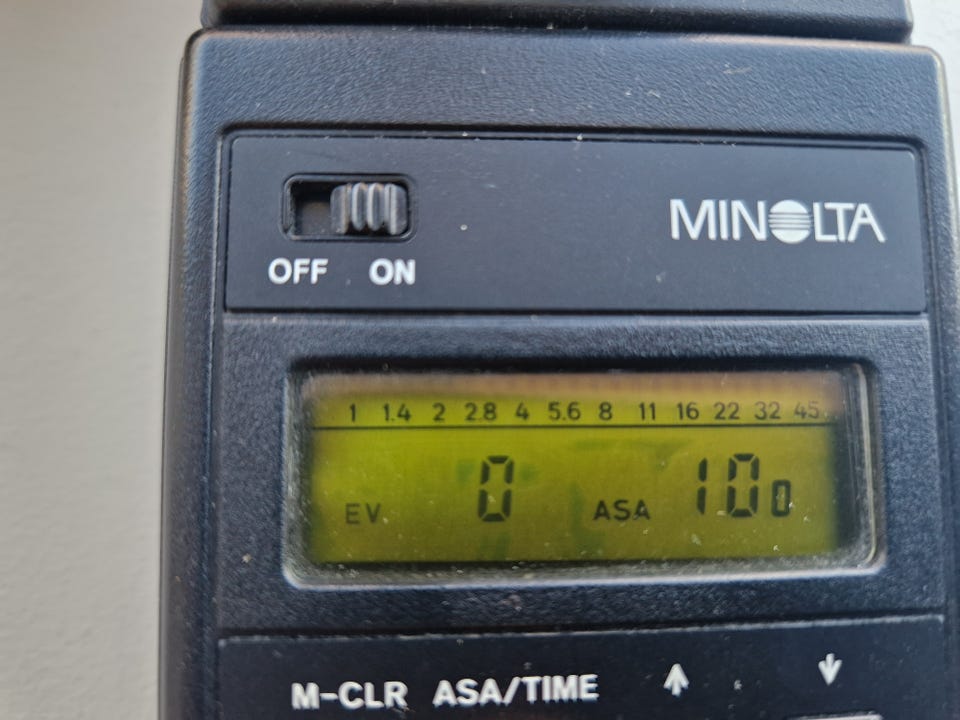 OFF ON
MINOLTA
1 1.4 2 2.8 4 5.6 8 11 16 22 32 45
EV 0 ASA 100
M-CLR ASA/TIME ↑ ↓